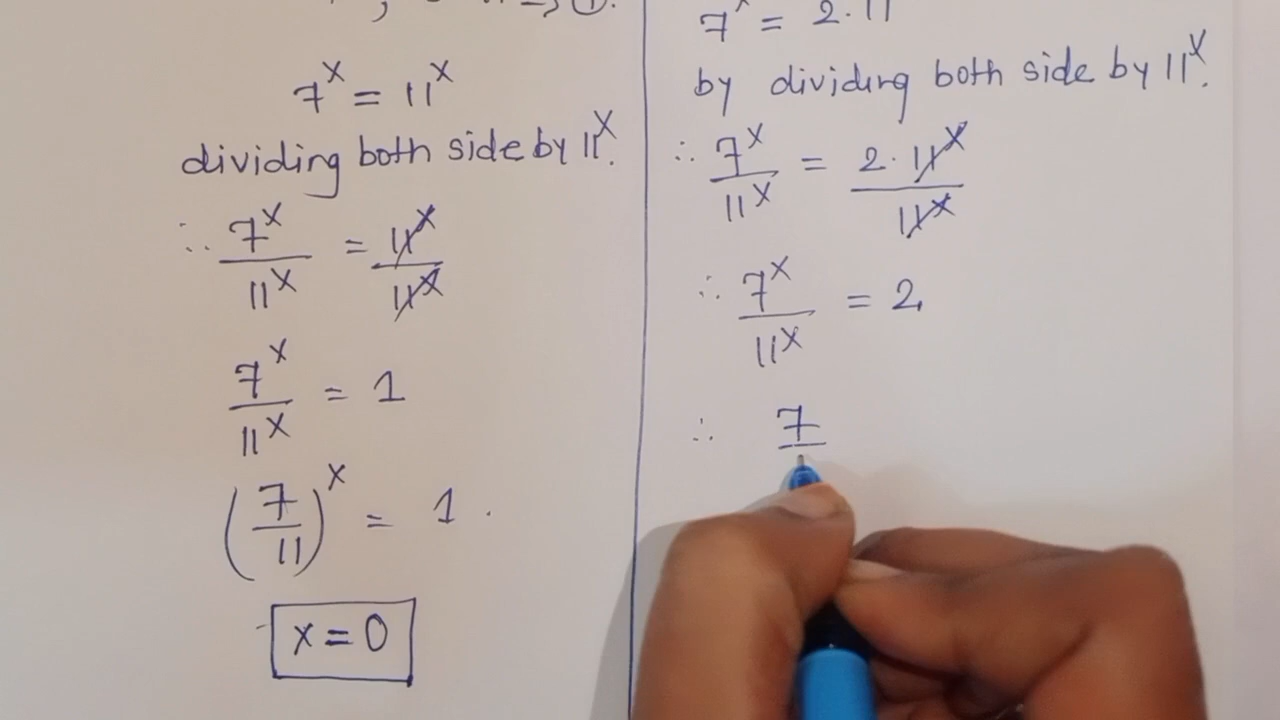 7^x = 11^x
dividing both side by 11^x.
∴ 7^x / 11^x = 11^x / 11^x
7^x / 11^x = 1
(7/11)^x = 1.
x = 0
7^x = 2·11
by dividing both side by 11^x.
∴ 7^x / 11^x = 2·11^x / 11^x
∴ 7^x / 11^x = 2
∴ 7